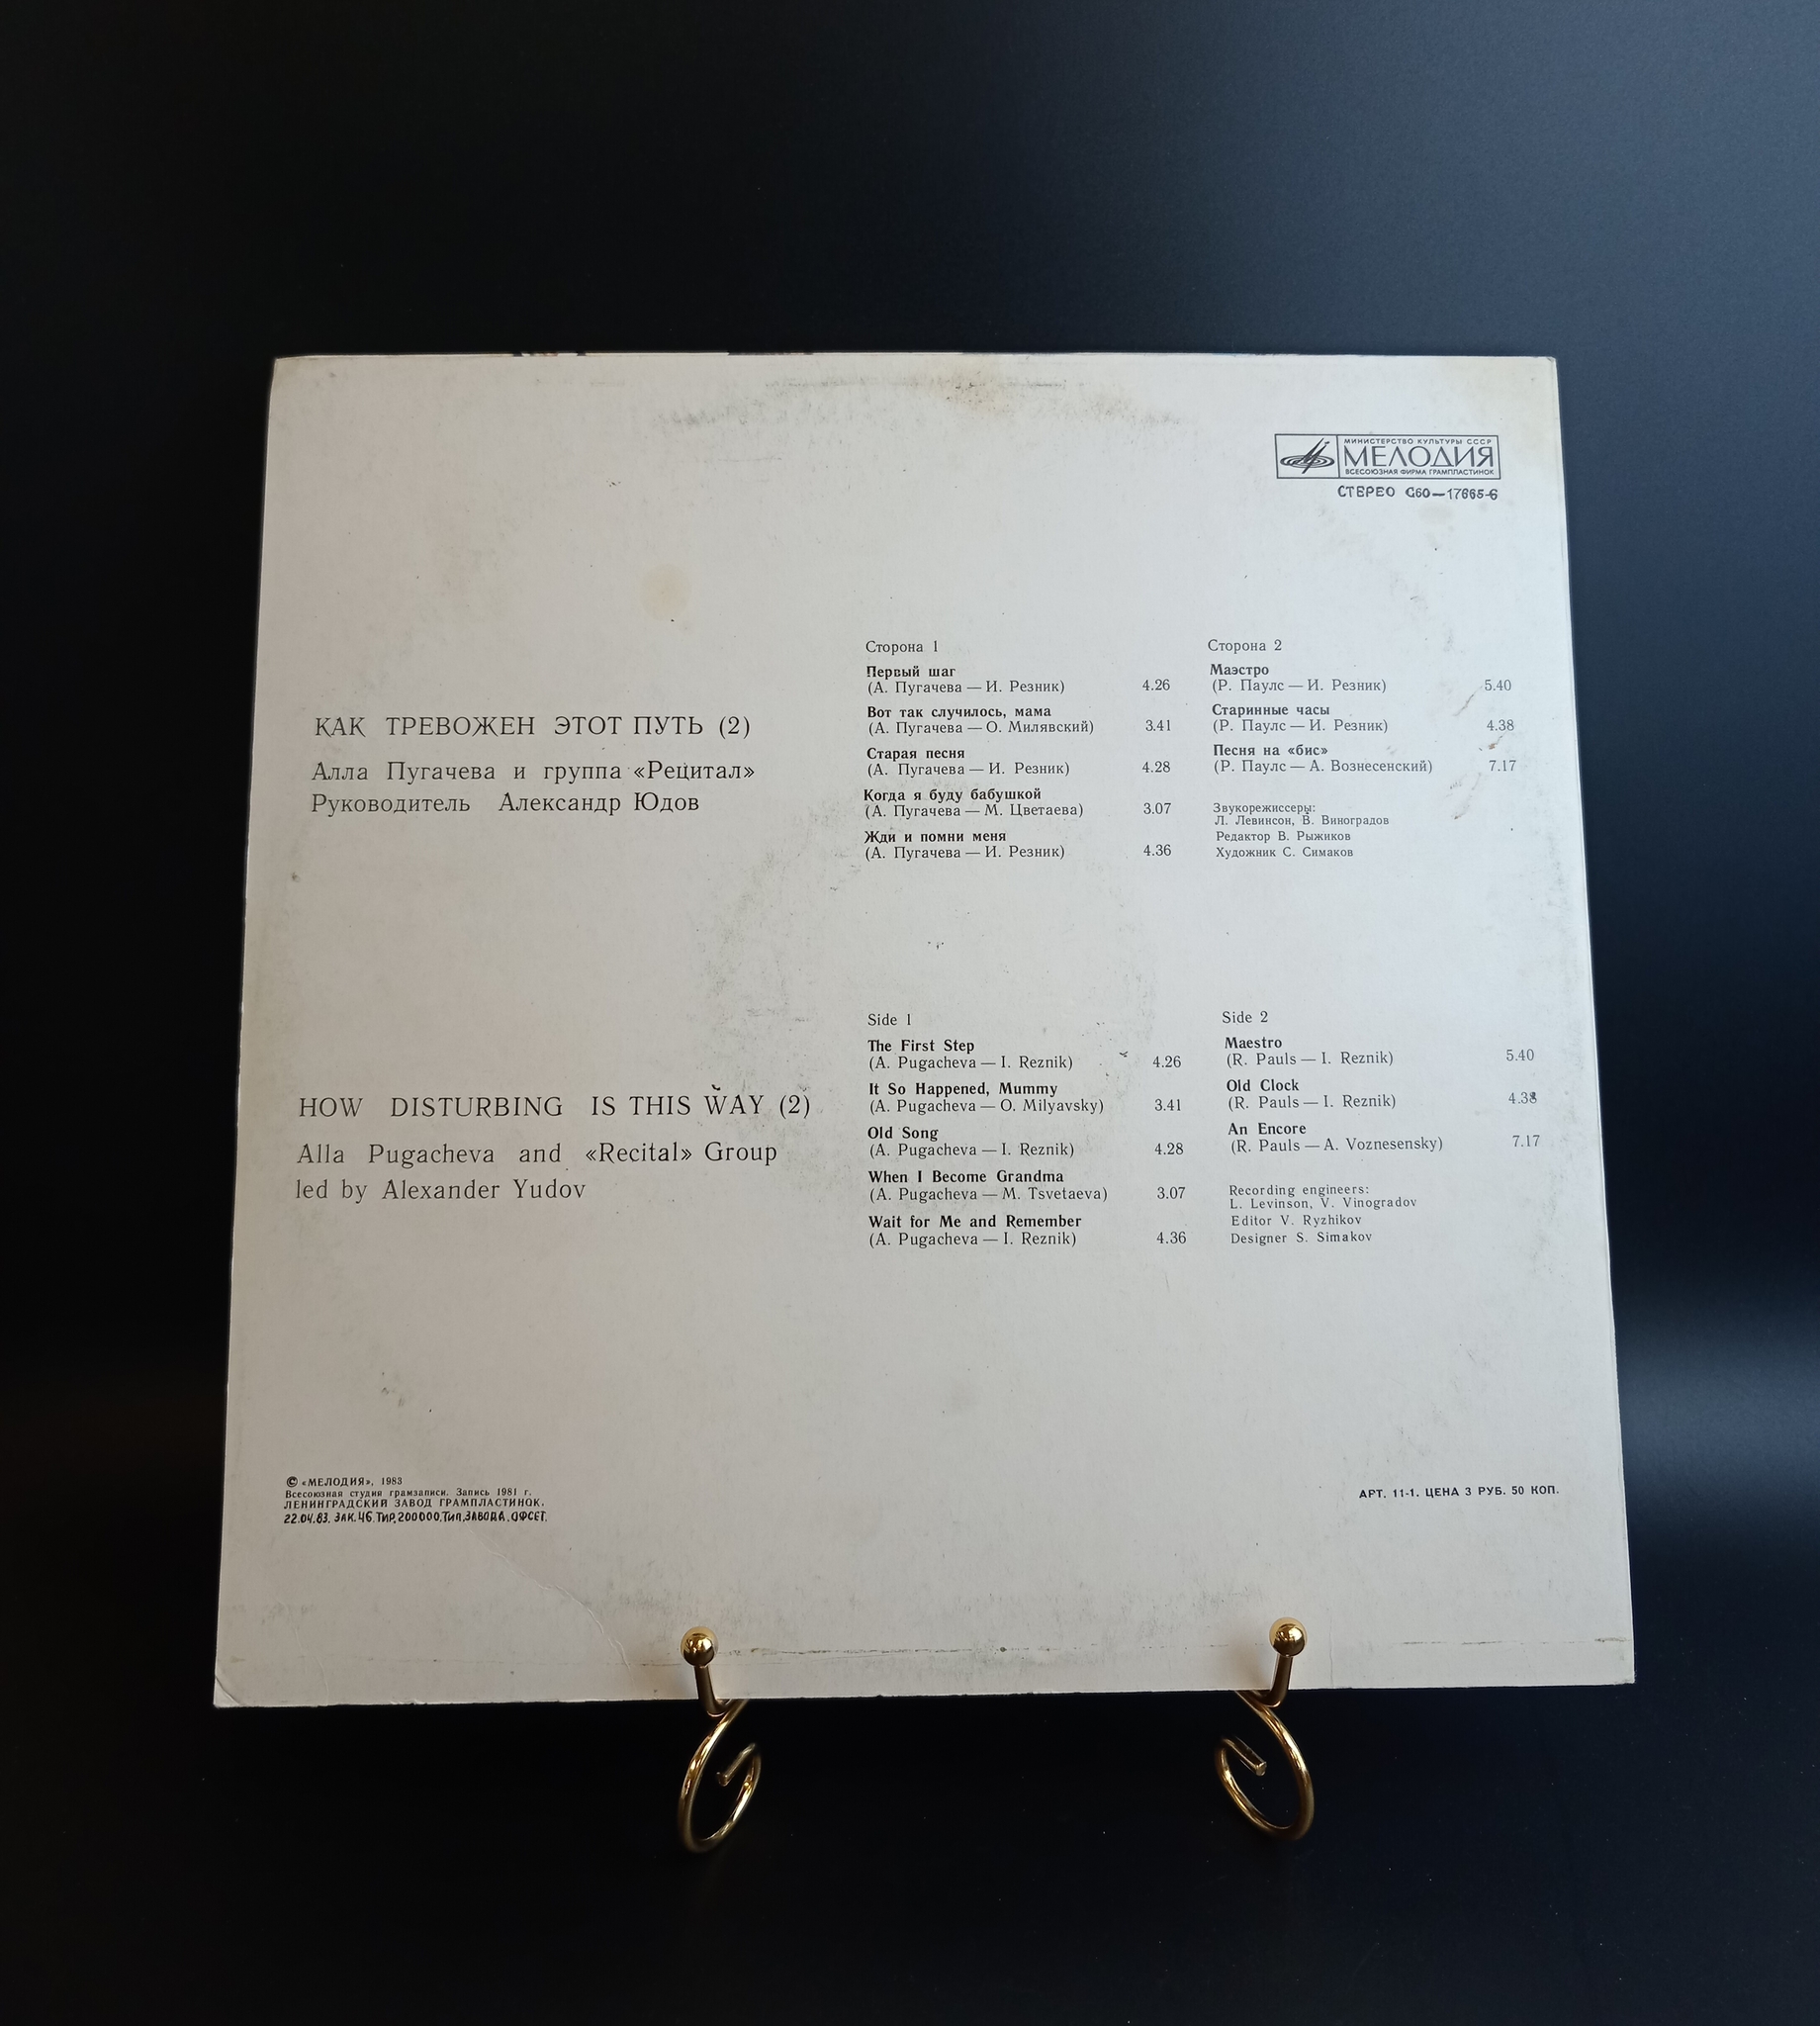 МИНИСТЕРСТВО КУЛЬТУРЫ СССР
МЕЛОДИЯ
ВСЕСОЮЗНАЯ ФИРМА ГРАМПЛАСТИНОК
СТЕРЕО С60—17665-6
КАК ТРЕВОЖЕН ЭТОТ ПУТЬ (2)
Алла Пугачева и группа «Рецитал»
Руководитель Александр Юдов
Сторона 1
Первый шаг
(А. Пугачева — И. Резник) 4.26
Вот так случилось, мама
(А. Пугачева — О. Милявский) 3.41
Старая песня
(А. Пугачева — И. Резник) 4.28
Когда я буду бабушкой
(А. Пугачева — М. Цветаева) 3.07
Жди и помни меня
(А. Пугачева — И. Резник) 4.36
Сторона 2
Маэстро
(Р. Паулс — И. Резник) 5.40
Старинные часы
(Р. Паулс — И. Резник) 4.38
Песня на «бис»
(Р. Паулс — А. Вознесенский) 7.17
Звукорежиссеры:
Л. Левинсон, В. Виноградов
Редактор В. Рыжиков
Художник С. Симаков
HOW DISTURBING IS THIS WAY (2)
Alla Pugacheva and «Recital» Group
led by Alexander Yudov
Side 1
The First Step
(A. Pugacheva — I. Reznik) 4.26
It So Happened, Mummy
(A. Pugacheva — O. Milyavsky) 3.41
Old Song
(A. Pugacheva — I. Reznik) 4.28
When I Become Grandma
(A. Pugacheva — M. Tsvetaeva) 3.07
Wait for Me and Remember
(A. Pugacheva — I. Reznik) 4.36
Side 2
Maestro
(R. Pauls — I. Reznik) 5.40
Old Clock
(R. Pauls — I. Reznik) 4.38
An Encore
(R. Pauls — A. Voznesensky) 7.17
Recording engineers:
L. Levinson, V. Vinogradov
Editor V. Ryzhikov
Designer S. Simakov
© «МЕЛОДИЯ», 1983
Всесоюзная студия грамзаписи. Запись 1981 г.
ЛЕНИНГРАДСКИЙ ЗАВОД ГРАМПЛАСТИНОК.
22.04.83. ЗАК. 46. ТИР. 200000. ТИП. ЗАВОДА. ОФСЕТ.
АРТ. 11-1. ЦЕНА 3 РУБ. 50 КОП.